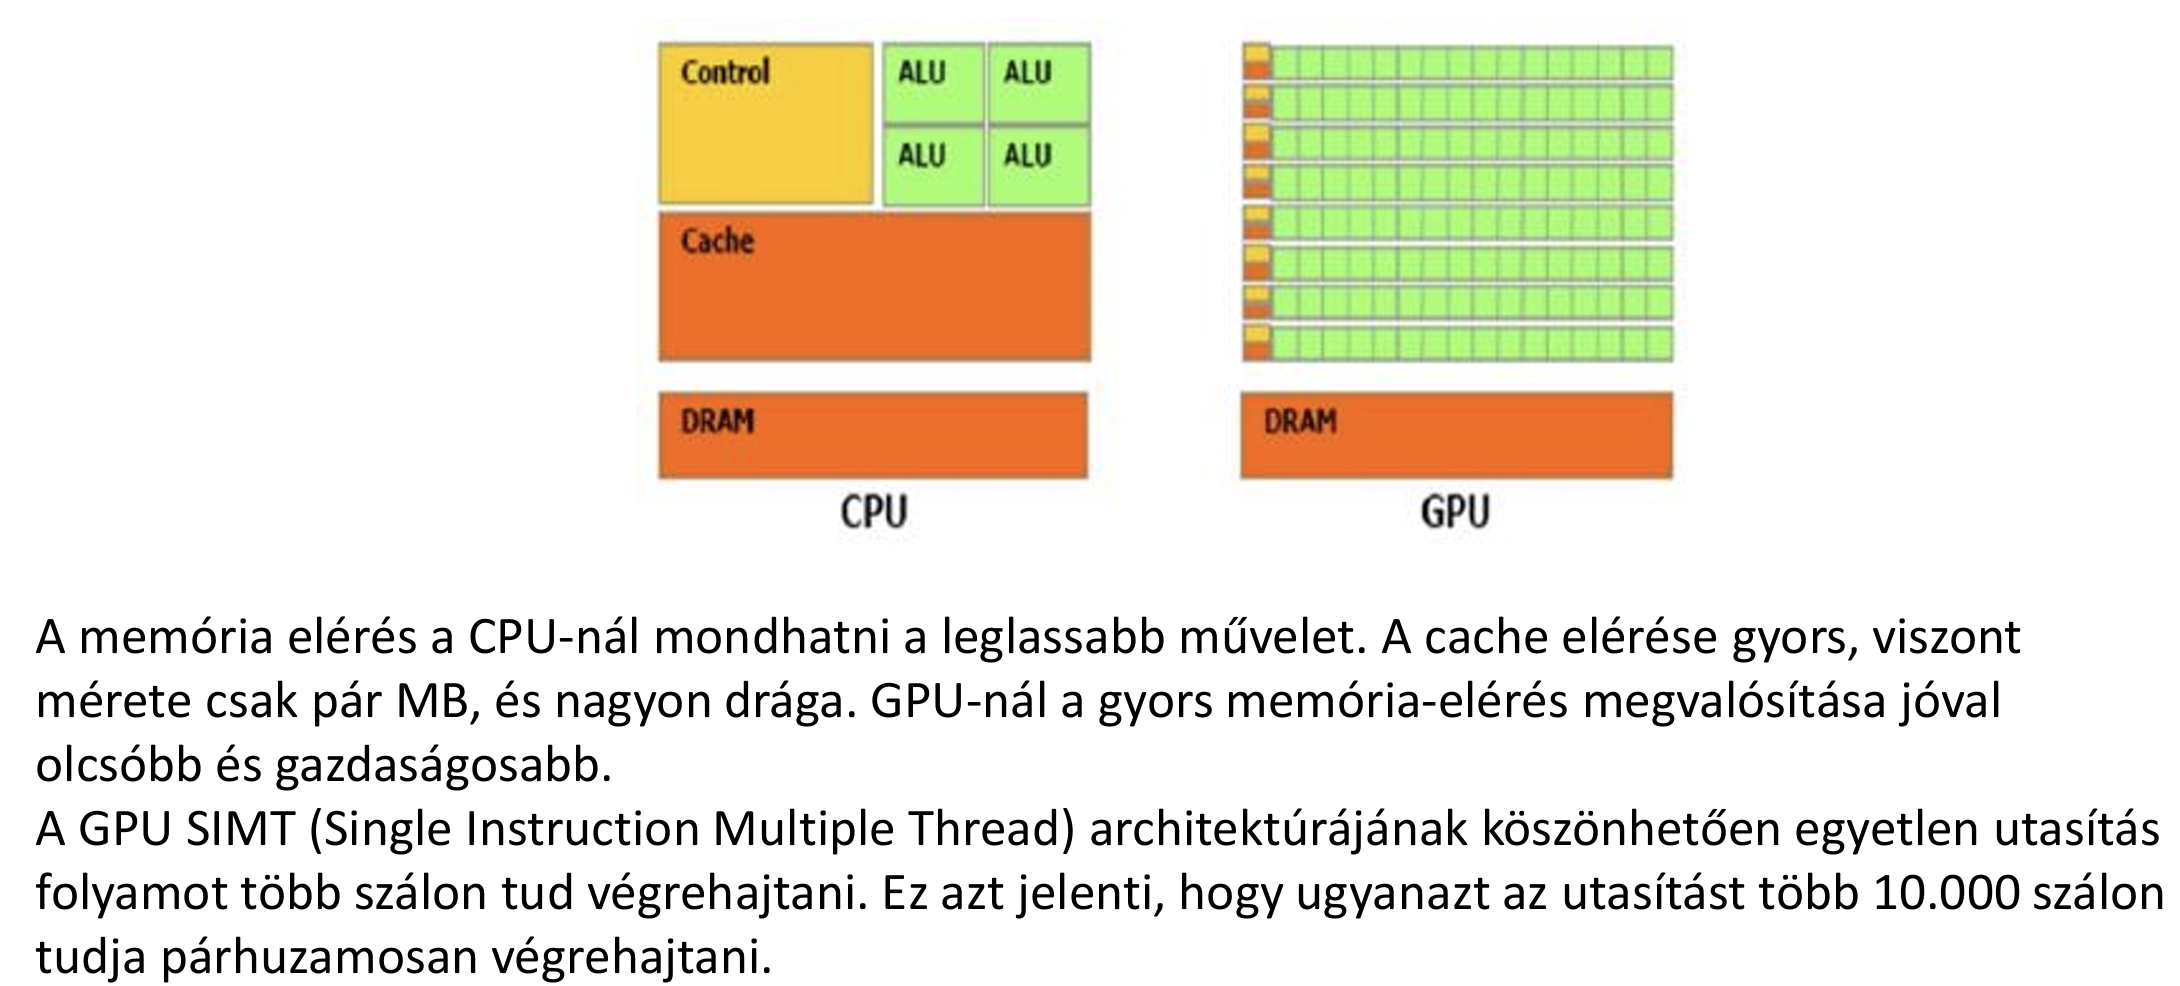 Control
ALU
ALU
ALU
ALU
Cache
DRAM
CPU
DRAM
GPU
A memória elérés a CPU-nál mondhatni a leglassabb művelet. A cache elérése gyors, viszont
mérete csak pár MB, és nagyon drága. GPU-nál a gyors memória-elérés megvalósítása jóval
olcsóbb és gazdaságosabb.
A GPU SIMT (Single Instruction Multiple Thread) architektúrájának köszönhetően egyetlen utasítás
folyamot több szálon tud végrehajtani. Ez azt jelenti, hogy ugyanazt az utasítást több 10.000 szálon
tudja párhuzamosan végrehajtani.